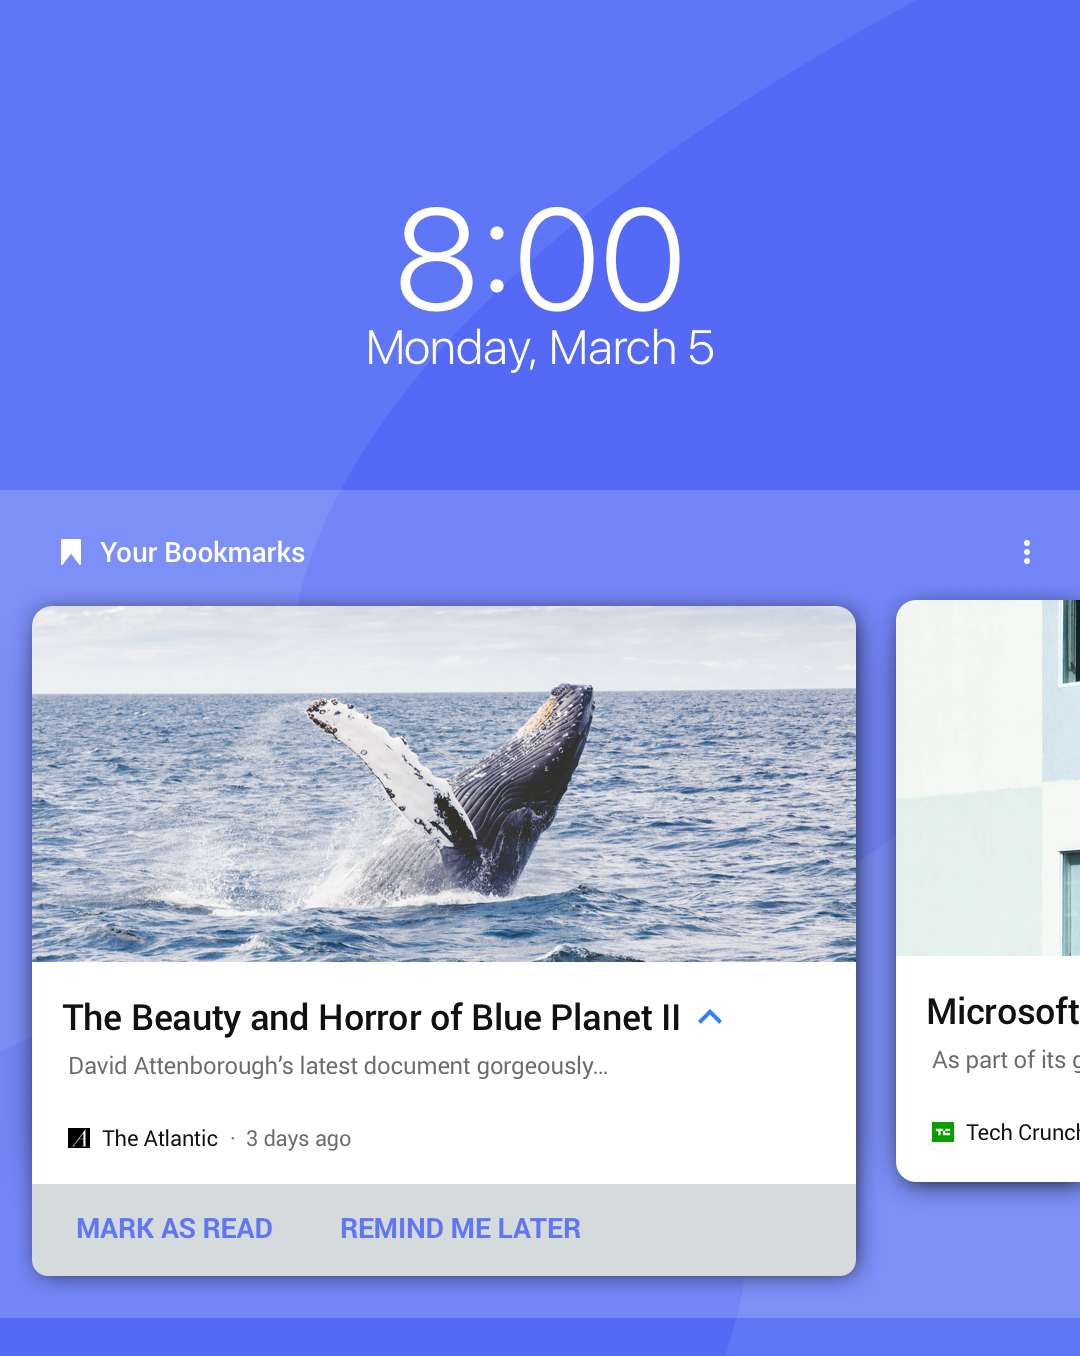 8:00
Monday, March 5
Your Bookmarks
The Beauty and Horror of Blue Planet II
David Attenborough’s latest document gorgeously...
The Atlantic · 3 days ago
MARK AS READ REMIND ME LATER
Microsoft
As part of its
TC
Tech Crunch